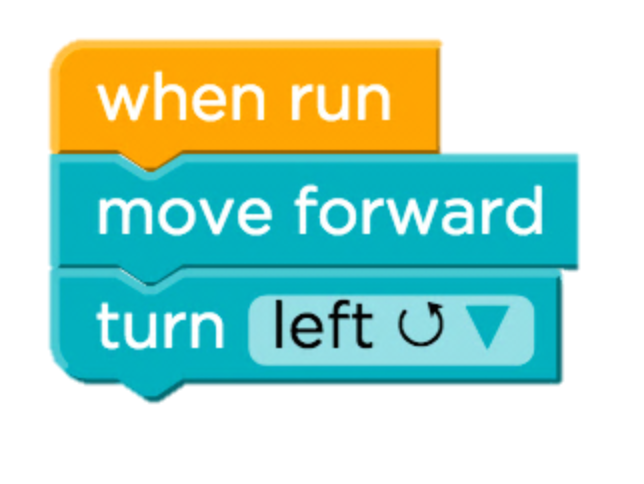 when run
move forward
turn left ↺ ▼